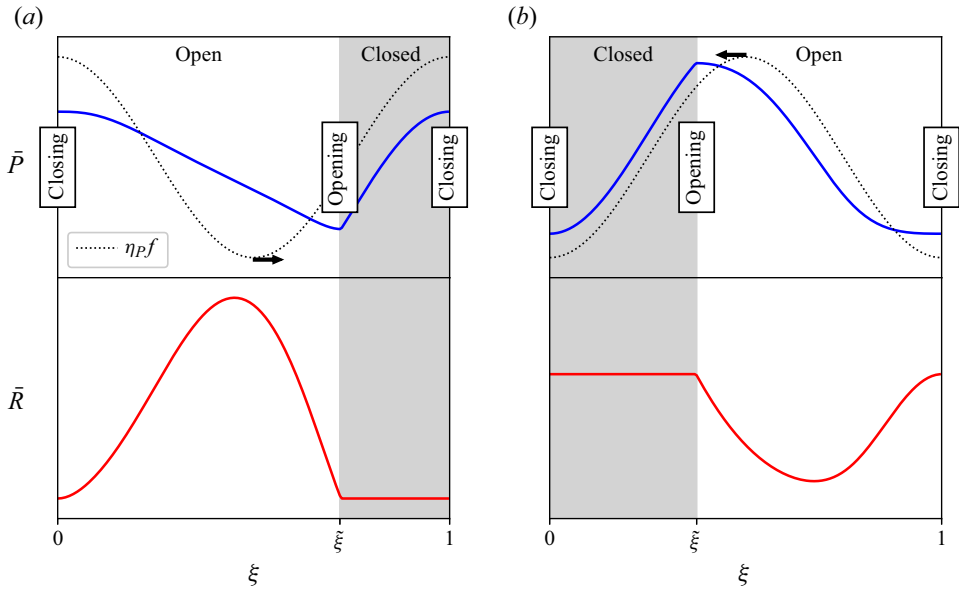 (a)
(b)
Open
Closed
Closed
Open
P̄
Closing
Opening
Closing
Closing
Opening
Closing
η_P f
R̄
0
ξ̃
1
0
ξ̃
1
ξ
ξ